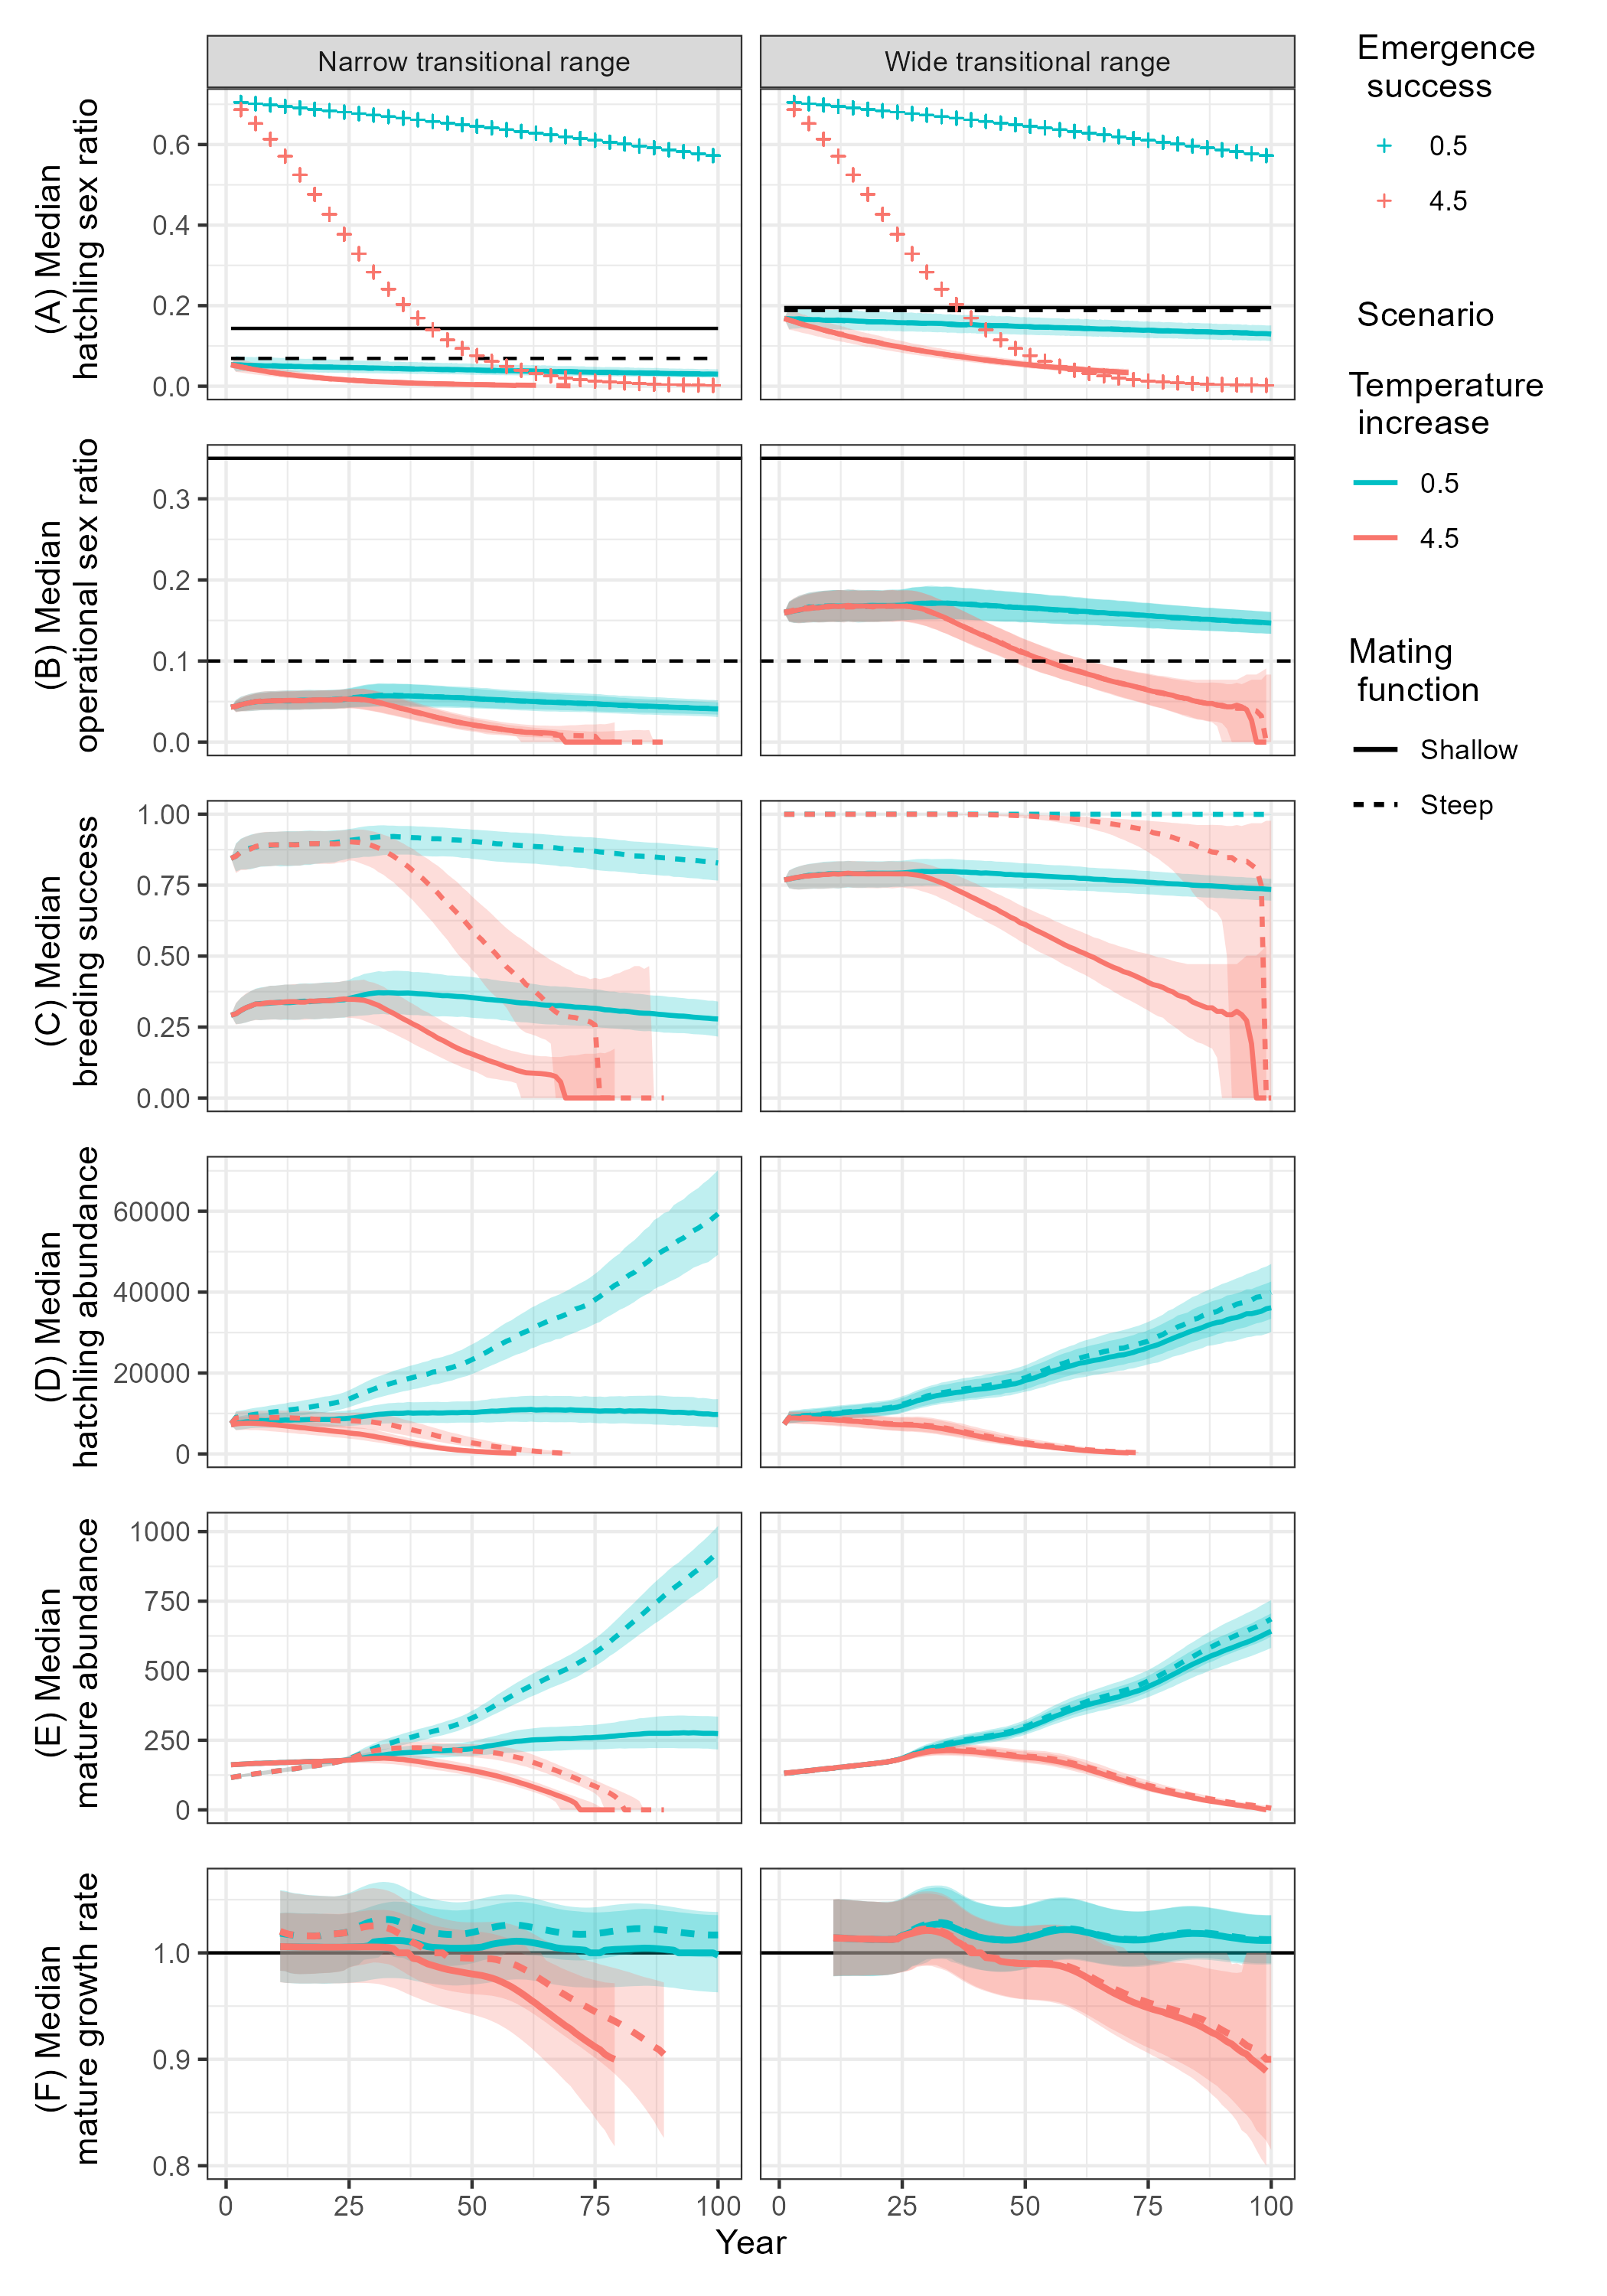 Narrow transitional range
Wide transitional range
Emergence
success
0.5
4.5
Scenario
Temperature
increase
0.5
4.5
Mating
function
Shallow
Steep
(A) Median
hatchling sex ratio
0.6
0.4
0.2
0.0
(B) Median
operational sex ratio
0.3
0.2
0.1
0.0
(C) Median
breeding success
1.00
0.75
0.50
0.25
0.00
(D) Median
hatchling abundance
60000
40000
20000
0
(E) Median
mature abundance
1000
750
500
250
0
(F) Median
mature growth rate
1.0
0.9
0.8
0 25 50 75 100
0 25 50 75 100
Year